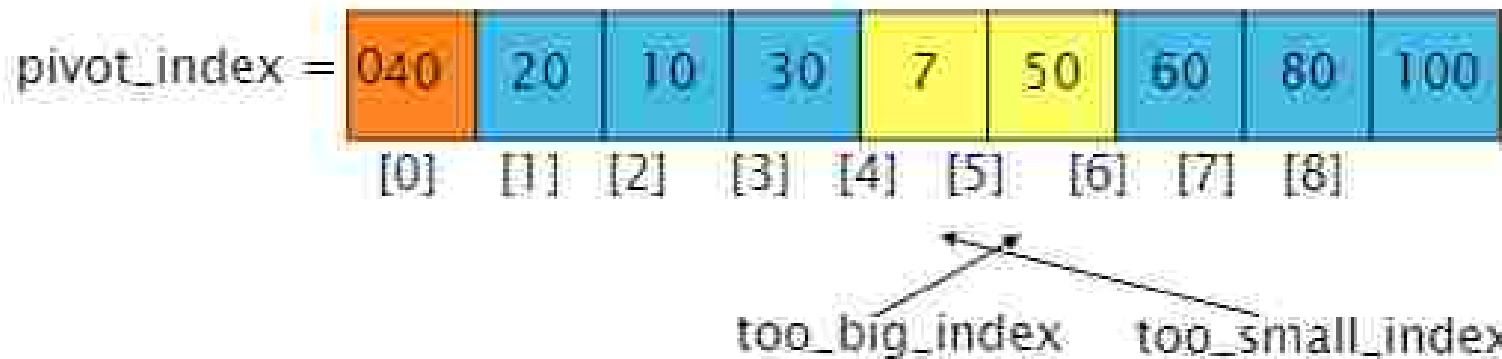 pivot_index = 040 20 10 30 7 50 60 80 100
[0] [1] [2] [3] [4] [5] [6] [7] [8]
too_big_index too_small_index